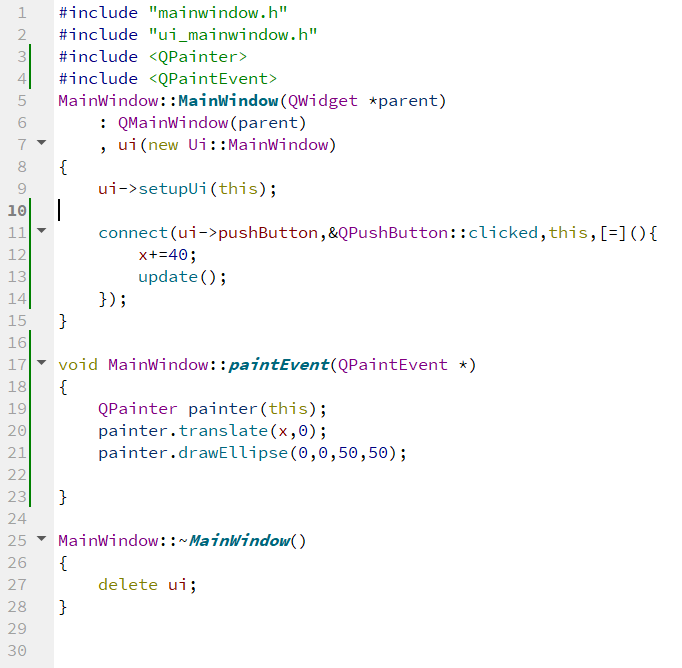 1 #include "mainwindow.h"
2 #include "ui_mainwindow.h"
3 #include <QPainter>
4 #include <QPaintEvent>
5 MainWindow::MainWindow(QWidget *parent)
6     : QMainWindow(parent)
7     , ui(new Ui::MainWindow)
8 {
9     ui->setupUi(this);
10
11     connect(ui->pushButton,&QPushButton::clicked,this,[=](){
12         x+=40;
13         update();
14     });
15 }
16
17 void MainWindow::paintEvent(QPaintEvent *)
18 {
19     QPainter painter(this);
20     painter.translate(x,0);
21     painter.drawEllipse(0,0,50,50);
22
23 }
24
25 MainWindow::~MainWindow()
26 {
27     delete ui;
28 }
29
30